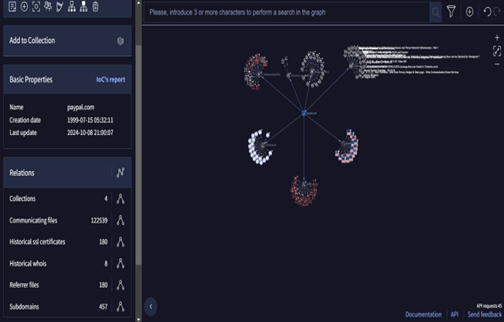 Please, introduce 3 or more characters to perform a search in the graph
Add to Collection
Basic Properties
IoC's report
Name paypal.com
Creation date 1999-07-15 05:32:11
Last update 2024-10-08 21:00:07
Relations
Collections 4
Communicating files 122539
Historical ssl certificates 180
Historical whois 8
Referrer files 180
Subdomains 457
API requests 45
Documentation API Send feedback